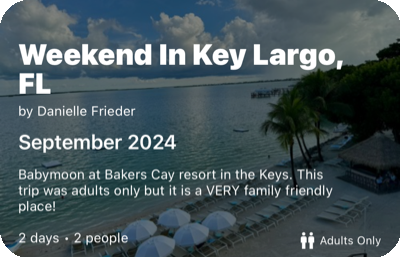 Weekend In Key Largo,
FL
by Danielle Frieder
September 2024
Babymoon at Bakers Cay resort in the Keys. This
trip was adults only but it is a VERY family friendly
place!
2 days • 2 people
Adults Only